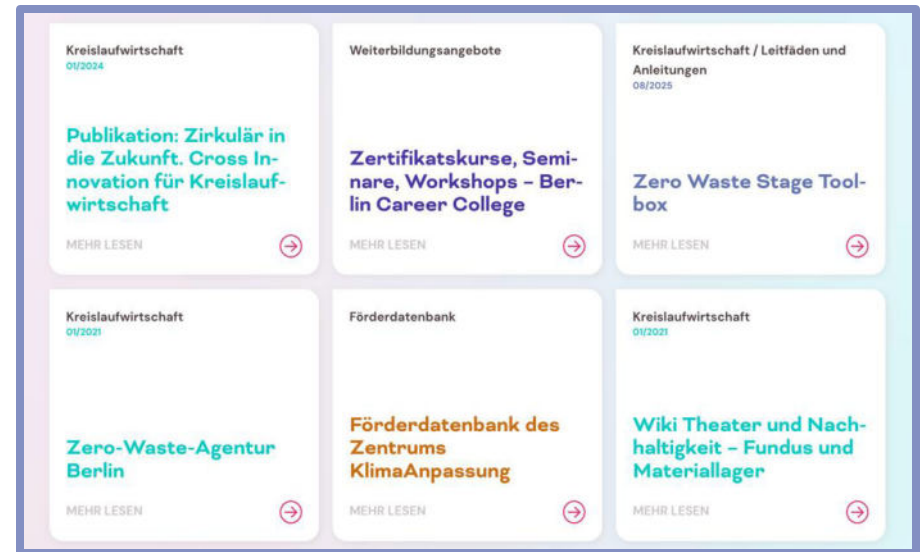 Kreislaufwirtschaft
01/2024
Publikation: Zirkulär in
die Zukunft. Cross In-
novation für Kreislauf-
wirtschaft
MEHR LESEN
Weiterbildungsangebote
Zertifikatskurse, Semi-
nare, Workshops – Ber-
lin Career College
MEHR LESEN
Kreislaufwirtschaft / Leitfäden und
Anleitungen
08/2025
Zero Waste Stage Tool-
box
MEHR LESEN
Kreislaufwirtschaft
01/2021
Zero-Waste-Agentur
Berlin
MEHR LESEN
Förderdatenbank
Förderdatenbank des
Zentrums
KlimaAnpassung
MEHR LESEN
Kreislaufwirtschaft
01/2021
Wiki Theater und Nach-
haltigkeit – Fundus und
Materiallager
MEHR LESEN